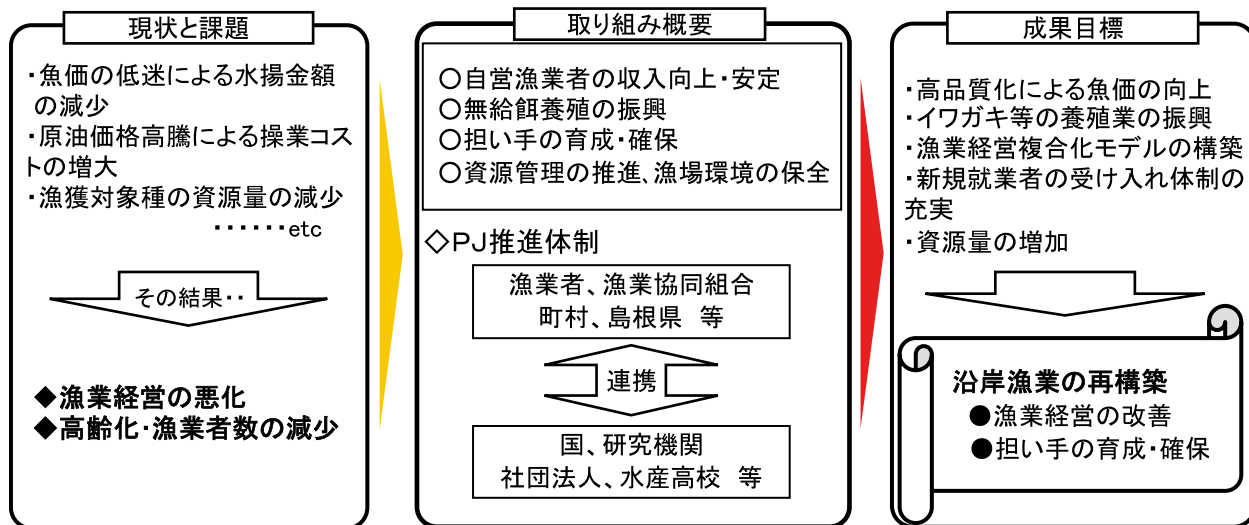 現状と課題
・魚価の低迷による水揚金額
の減少
・原油価格高騰による操業コス
トの増大
・漁獲対象種の資源量の減少
・・・・・・etc
その結果・・
◆漁業経営の悪化
◆高齢化・漁業者数の減少
取り組み概要
○自営漁業者の収入向上・安定
○無給餌養殖の振興
○担い手の育成・確保
○資源管理の推進、漁場環境の保全
◇PJ推進体制
漁業者、漁業協同組合
町村、島根県 等
連携
国、研究機関
社団法人、水産高校 等
成果目標
・高品質化による魚価の向上
・イワガキ等の養殖業の振興
・漁業経営複合化モデルの構築
・新規就業者の受け入れ体制の
充実
・資源量の増加
沿岸漁業の再構築
●漁業経営の改善
●担い手の育成・確保